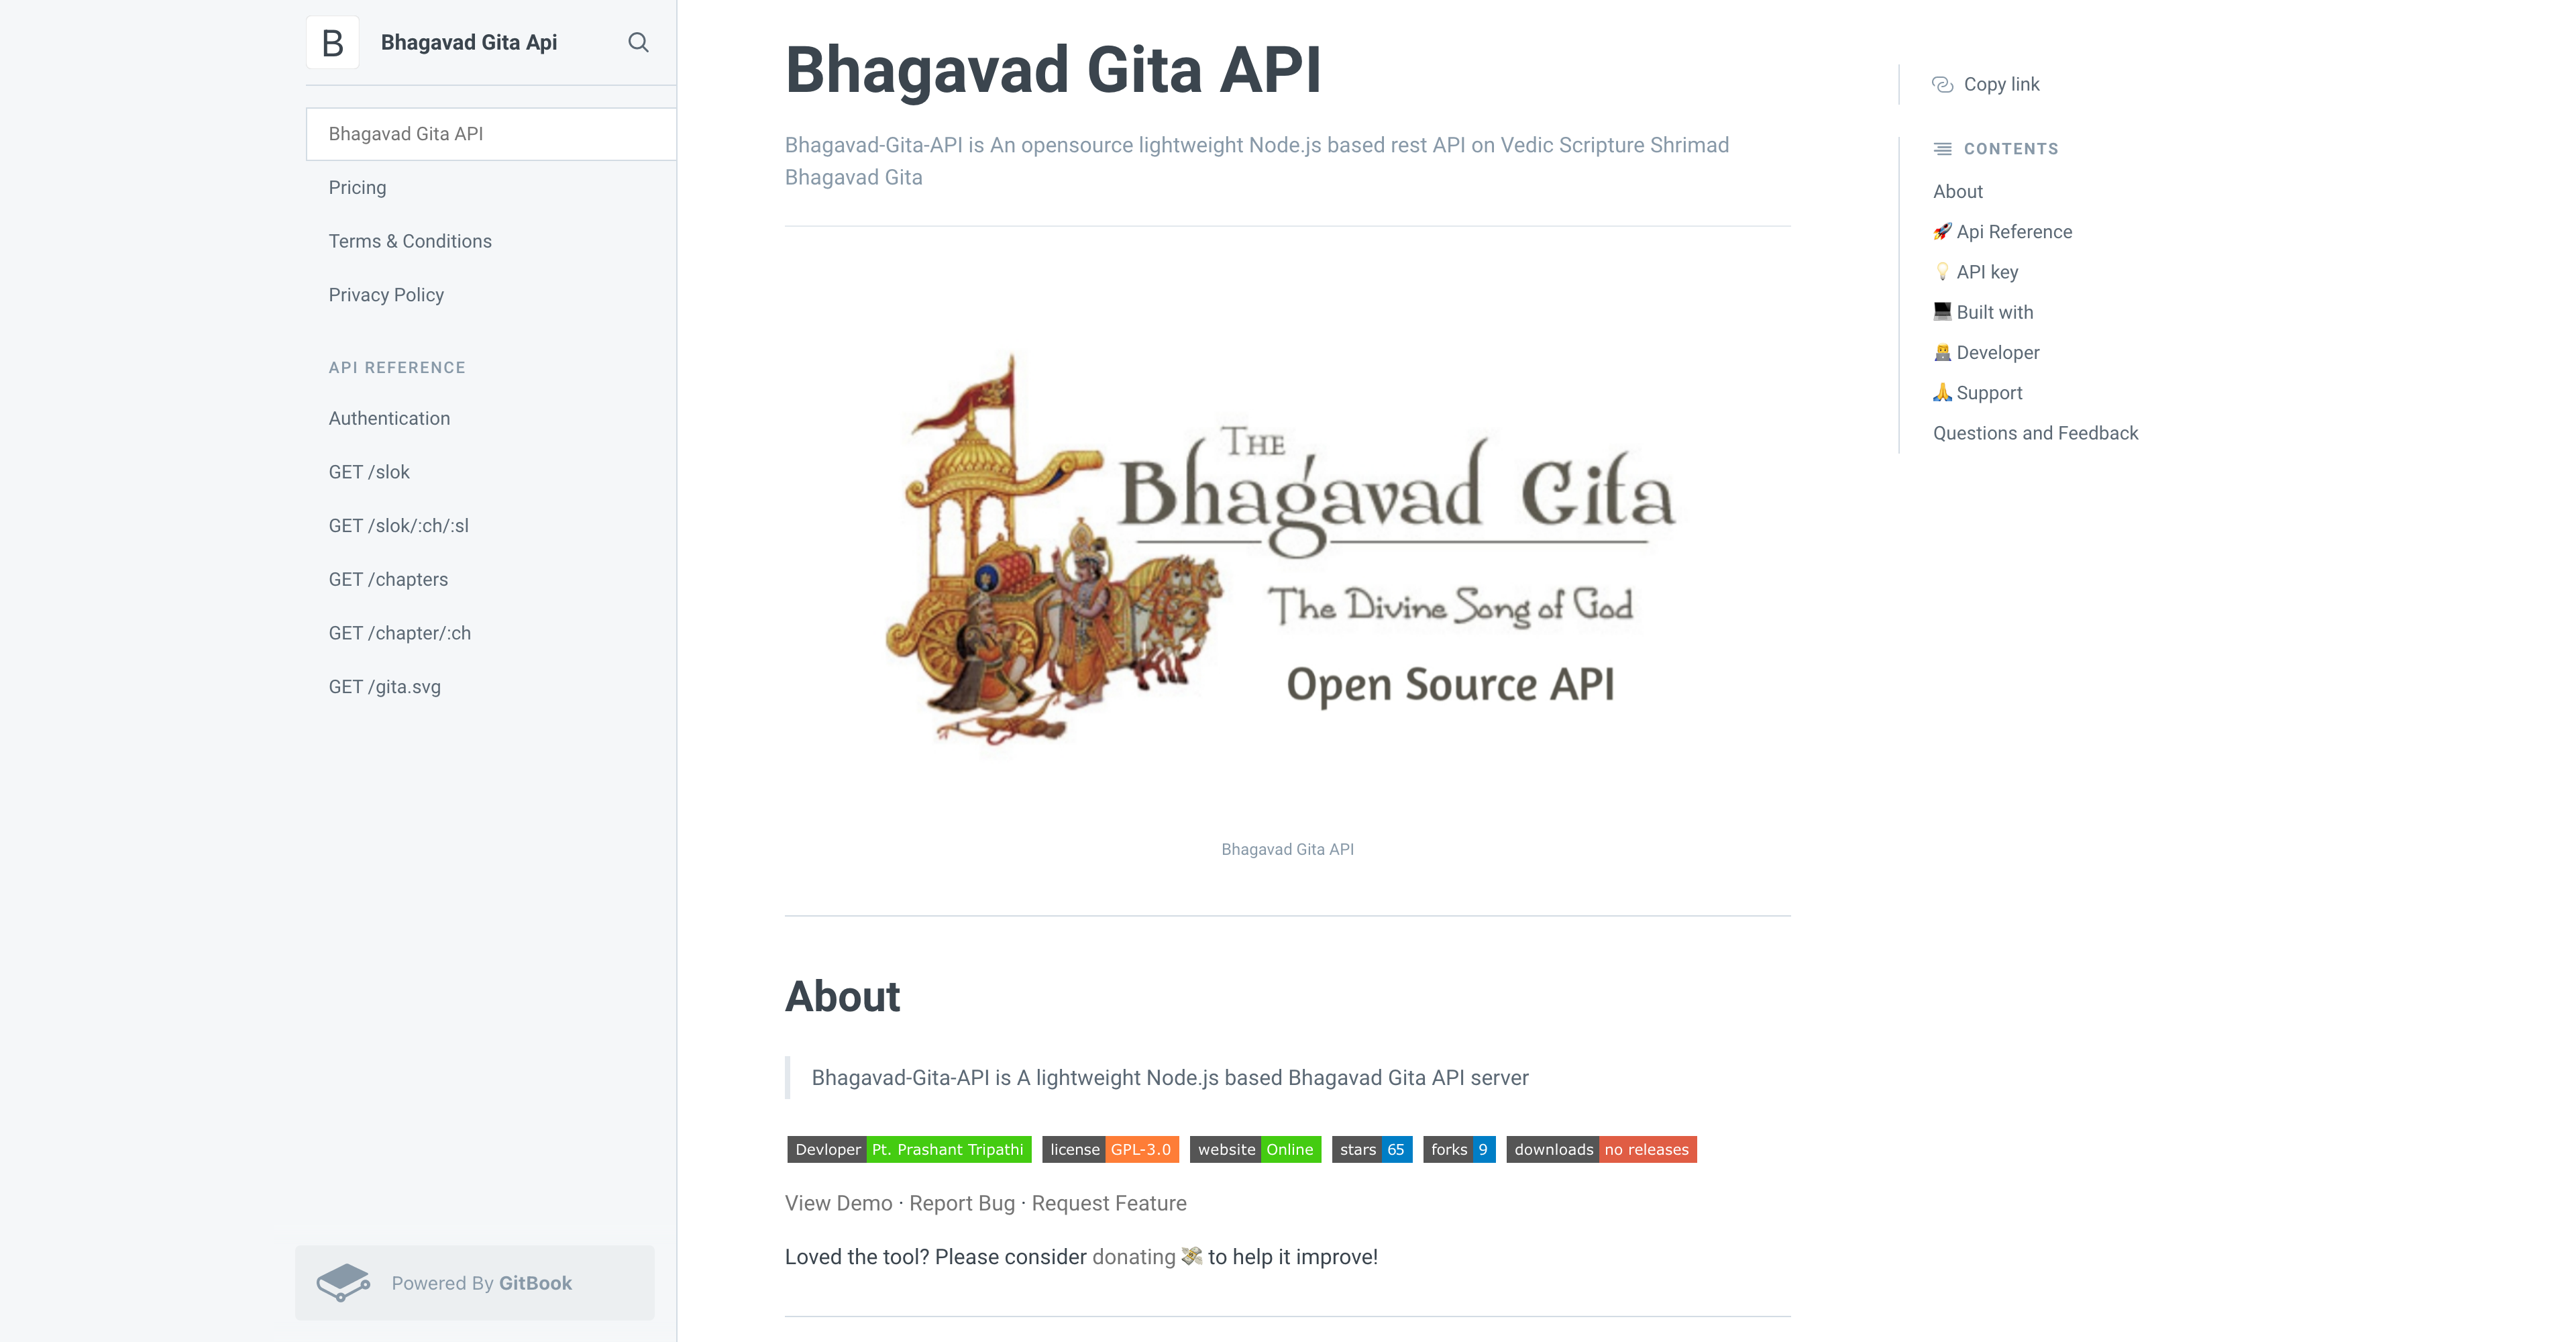 B
Bhagavad Gita Api
Bhagavad Gita API
Pricing
Terms & Conditions
Privacy Policy
API REFERENCE
Authentication
GET /slok
GET /slok/:ch/:sl
GET /chapters
GET /chapter/:ch
GET /gita.svg
Powered By GitBook
Bhagavad Gita API
Bhagavad-Gita-API is An opensource lightweight Node.js based rest API on Vedic Scripture Shrimad
Bhagavad Gita
THE
Bhagavad Gita
The Divine Song of God
Open Source API
Bhagavad Gita API
About
Bhagavad-Gita-API is A lightweight Node.js based Bhagavad Gita API server
Devloper Pt. Prashant Tripathi license GPL-3.0 website Online stars 65 forks 9 downloads no releases
View Demo · Report Bug · Request Feature
Loved the tool? Please consider donating 💸 to help it improve!
Copy link
CONTENTS
About
🚀 Api Reference
💡 API key
💻 Built with
👨‍💻 Developer
🙏 Support
Questions and Feedback